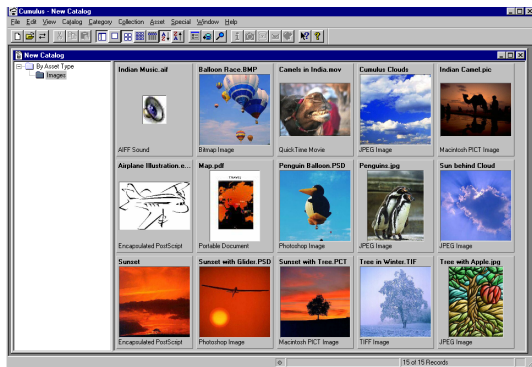 Cumulus - New Catalog
File Edit View Catalog Category Collection Asset Special Window Help
New Catalog
By Asset Type
Images
Indian Music.aif
AIFF Sound
Balloon Race.BMP
Bitmap Image
Camels in India.mov
QuickTime Movie
Cumulus Clouds
JPEG Image
Indian Camel.pic
Macintosh PICT Image
Airplane Illustration.e...
Encapsulated PostScript
Map.pdf
Portable Document
Penguin Balloon.PSD
Photoshop Image
Penguins.jpg
JPEG Image
Sun behind Cloud
JPEG Image
Sunset
Encapsulated PostScript
Sunset with Glider.PSD
Photoshop Image
Sunset with Tree.PCT
Macintosh PICT Image
Tree in Winter.TIF
TIFF Image
Tree with Apple.jpg
JPEG Image
15 of 15 Records